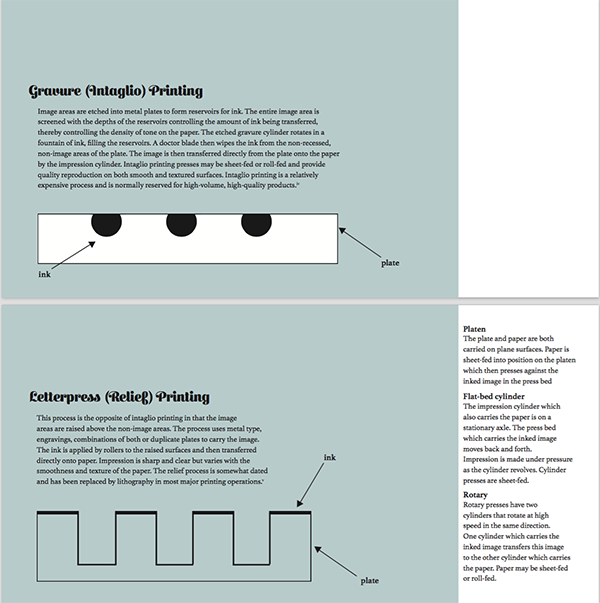 Gravure (Intaglio) Printing
Image areas are etched into metal plates to form reservoirs for ink. The entire image area is
screened with the depths of the reservoirs controlling the amount of ink being transferred,
thereby controlling the density of tone on the paper. The etched gravure cylinder rotates in a
fountain of ink, filling the reservoirs. A doctor blade then wipes the ink from the non-recessed,
non-image areas of the plate. The image is then transferred directly from the plate onto the paper
by the impression cylinder. Intaglio printing presses may be sheet-fed or roll-fed and provide
quality reproduction on both smooth and textured surfaces. Intaglio printing is a relatively
expensive process and is normally reserved for high-volume, high-quality products.
ink
plate
Letterpress (Relief) Printing
This process is the opposite of intaglio printing in that the image
areas are raised above the non-image areas. The process uses metal type,
engravings, combinations of both or duplicate plates to carry the image.
The ink is applied by rollers to the raised surfaces and then transferred
directly onto paper. Impression is sharp and clear but varies with the
smoothness and texture of the paper. The relief process is somewhat dated
and has been replaced by lithography in most major printing operations.
ink
plate
Platen
The plate and paper are both
carried on plane surfaces. Paper is
sheet-fed into position on the platen
which then presses against the
inked image in the press bed
Flat-bed cylinder
The impression cylinder which
also carries the paper is on a
stationary axle. The press bed
which carries the inked image
moves back and forth.
Impression is made under pressure
as the cylinder revolves. Cylinder
presses are sheet-fed.
Rotary
Rotary presses have two
cylinders that rotate at high
speed in the same direction.
One cylinder which carries the
inked image transfers this image
to the other cylinder which carries
the paper. Paper may be sheet-fed
or roll-fed.